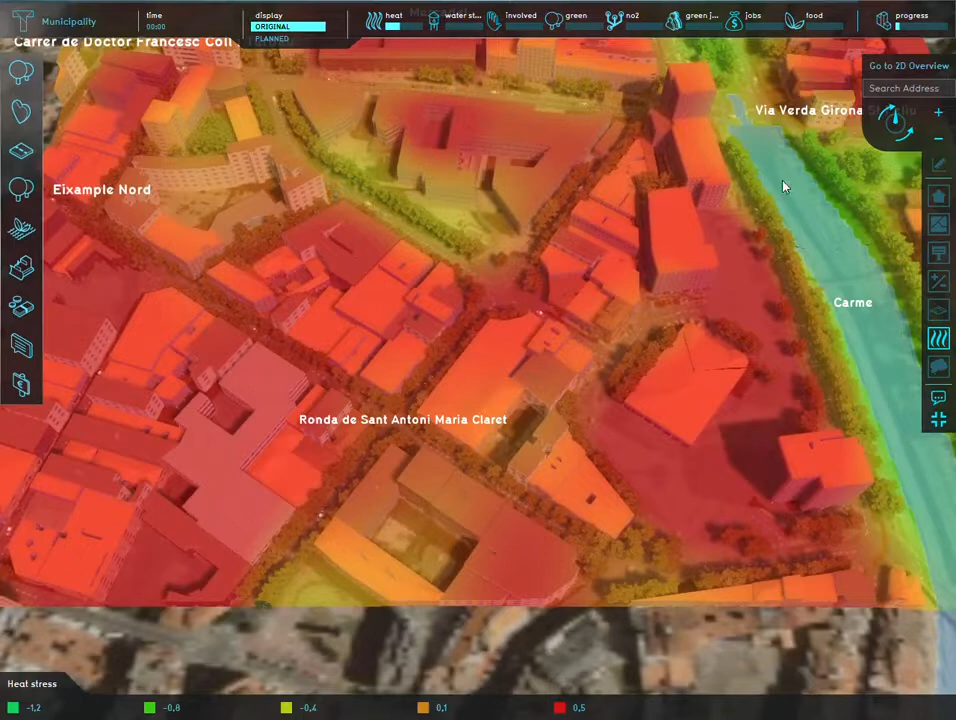 Municipality
time
00:00
display
ORIGINAL
PLANNED
heat
water st...
involved
green
no2
green j...
jobs
food
progress
Carrer de Doctor Francesc Coll i Turbau
Go to 2D Overview
Search Address
Via Verda Girona
Eixample Nord
Carme
Ronda de Sant Antoni Maria Claret
Heat stress
-1,2
-0,8
-0,4
0,1
0,5